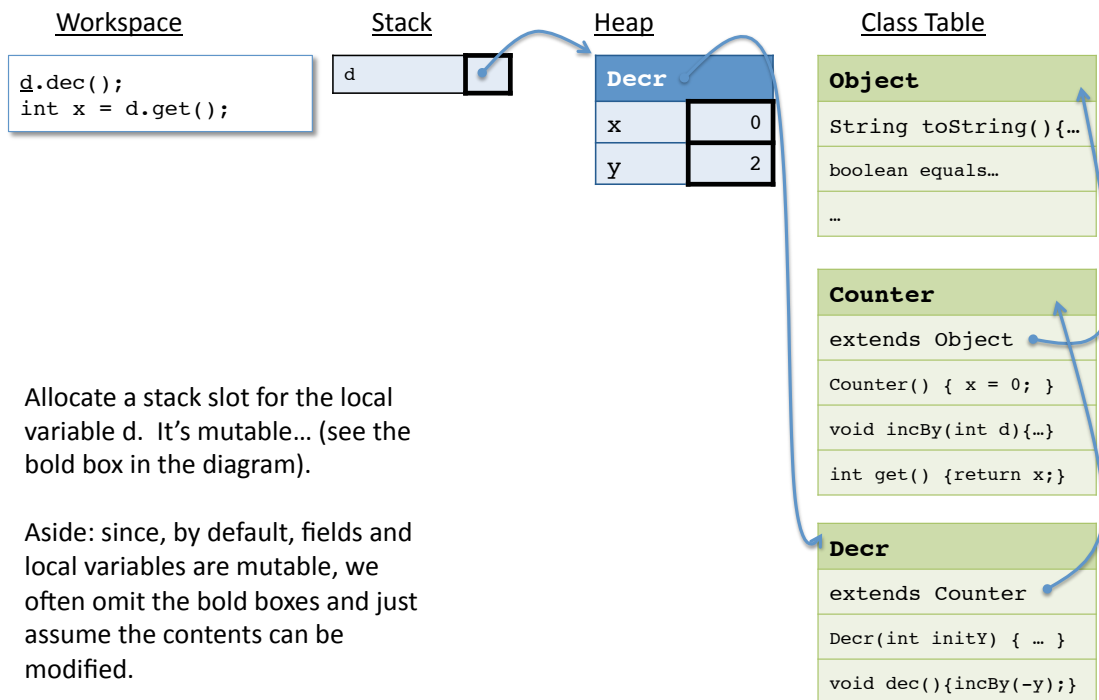 Workspace
Stack
Heap
Class Table
d.dec();
int x = d.get();
d
Decr
x 0
y 2
Object
String toString(){…
boolean equals…
…
Counter
extends Object
Counter() { x = 0; }
void incBy(int d){…}
int get() {return x;}
Decr
extends Counter
Decr(int initY) { … }
void dec(){incBy(-y);}
Allocate a stack slot for the local
variable d.  It’s mutable… (see the
bold box in the diagram).
Aside: since, by default, fields and
local variables are mutable, we
often omit the bold boxes and just
assume the contents can be
modified.